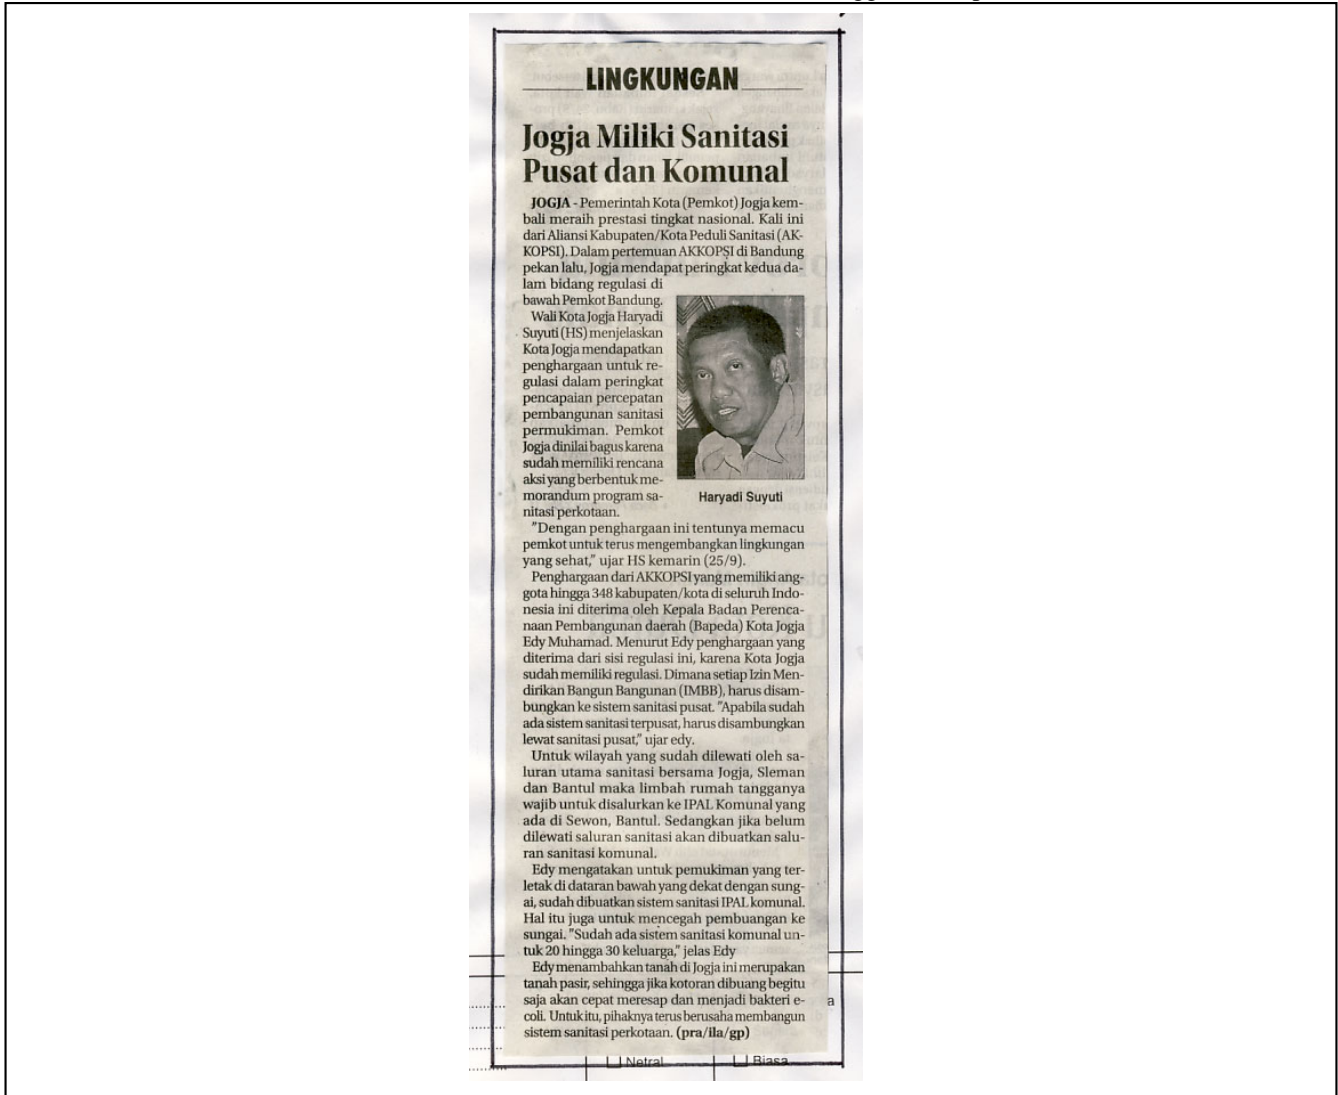 LINGKUNGAN
Jogja Miliki Sanitasi
Pusat dan Komunal
JOGJA - Pemerintah Kota (Pemkot) Jogja kem-
bali meraih prestasi tingkat nasional. Kali ini
dari Aliansi Kabupaten/Kota Peduli Sanitasi (AK-
KOPSI). Dalam pertemuan AKKOPSI di Bandung
pekan lalu, Jogja mendapat peringkat kedua da-
lam bidang regulasi di
bawah Pemkot Bandung.
Wali Kota Jogja Haryadi
Suyuti (HS) menjelaskan
Kota Jogja mendapatkan
penghargaan untuk re-
gulasi dalam peringkat
pencapaian percepatan
pembangunan sanitasi
permukiman. Pemkot
Jogja dinilai bagus karena
sudah memiliki rencana
aksi yang berbentuk me-
morandum program sa-
nitasi perkotaan.
Haryadi Suyuti
"Dengan penghargaan ini tentunya memacu
pemkot untuk terus mengembangkan lingkungan
yang sehat," ujar HS kemarin (25/9).
Penghargaan dari AKKOPSI yang memiliki ang-
gota hingga 348 kabupaten/kota di seluruh Indo-
nesia ini diterima oleh Kepala Badan Perenca-
naan Pembangunan daerah (Bapeda) Kota Jogja
Edy Muhamad. Menurut Edy penghargaan yang
diterima dari sisi regulasi ini, karena Kota Jogja
sudah memiliki regulasi. Dimana setiap Izin Men-
dirikan Bangun Bangunan (IMBB), harus disam-
bungkan ke sistem sanitasi pusat. "Apabila sudah
ada sistem sanitasi terpusat, harus disambungkan
lewat sanitasi pusat," ujar edy.
Untuk wilayah yang sudah dilewati oleh sa-
luran utama sanitasi bersama Jogja, Sleman
dan Bantul maka limbah rumah tangganya
wajib untuk disalurkan ke IPAL Komunal yang
ada di Sewon, Bantul. Sedangkan jika belum
dilewati saluran sanitasi akan dibuatkan salu-
ran sanitasi komunal.
Edy mengatakan untuk pemukiman yang ter-
letak di dataran bawah yang dekat dengan sung-
ai, sudah dibuatkan sistem sanitasi IPAL komunal.
Hal itu juga untuk mencegah pembuangan ke
sungai. "Sudah ada sistem sanitasi komunal un-
tuk 20 hingga 30 keluarga," jelas Edy
Edy menambahkan tanah di Jogja ini merupakan
tanah pasir, sehingga jika kotoran dibuang begitu
saja akan cepat meresap dan menjadi bakteri e-
coli. Untuk itu, pihaknya terus berusaha membangun
sistem sanitasi perkotaan. (pra/ila/gp)
a
Netral
Biasa